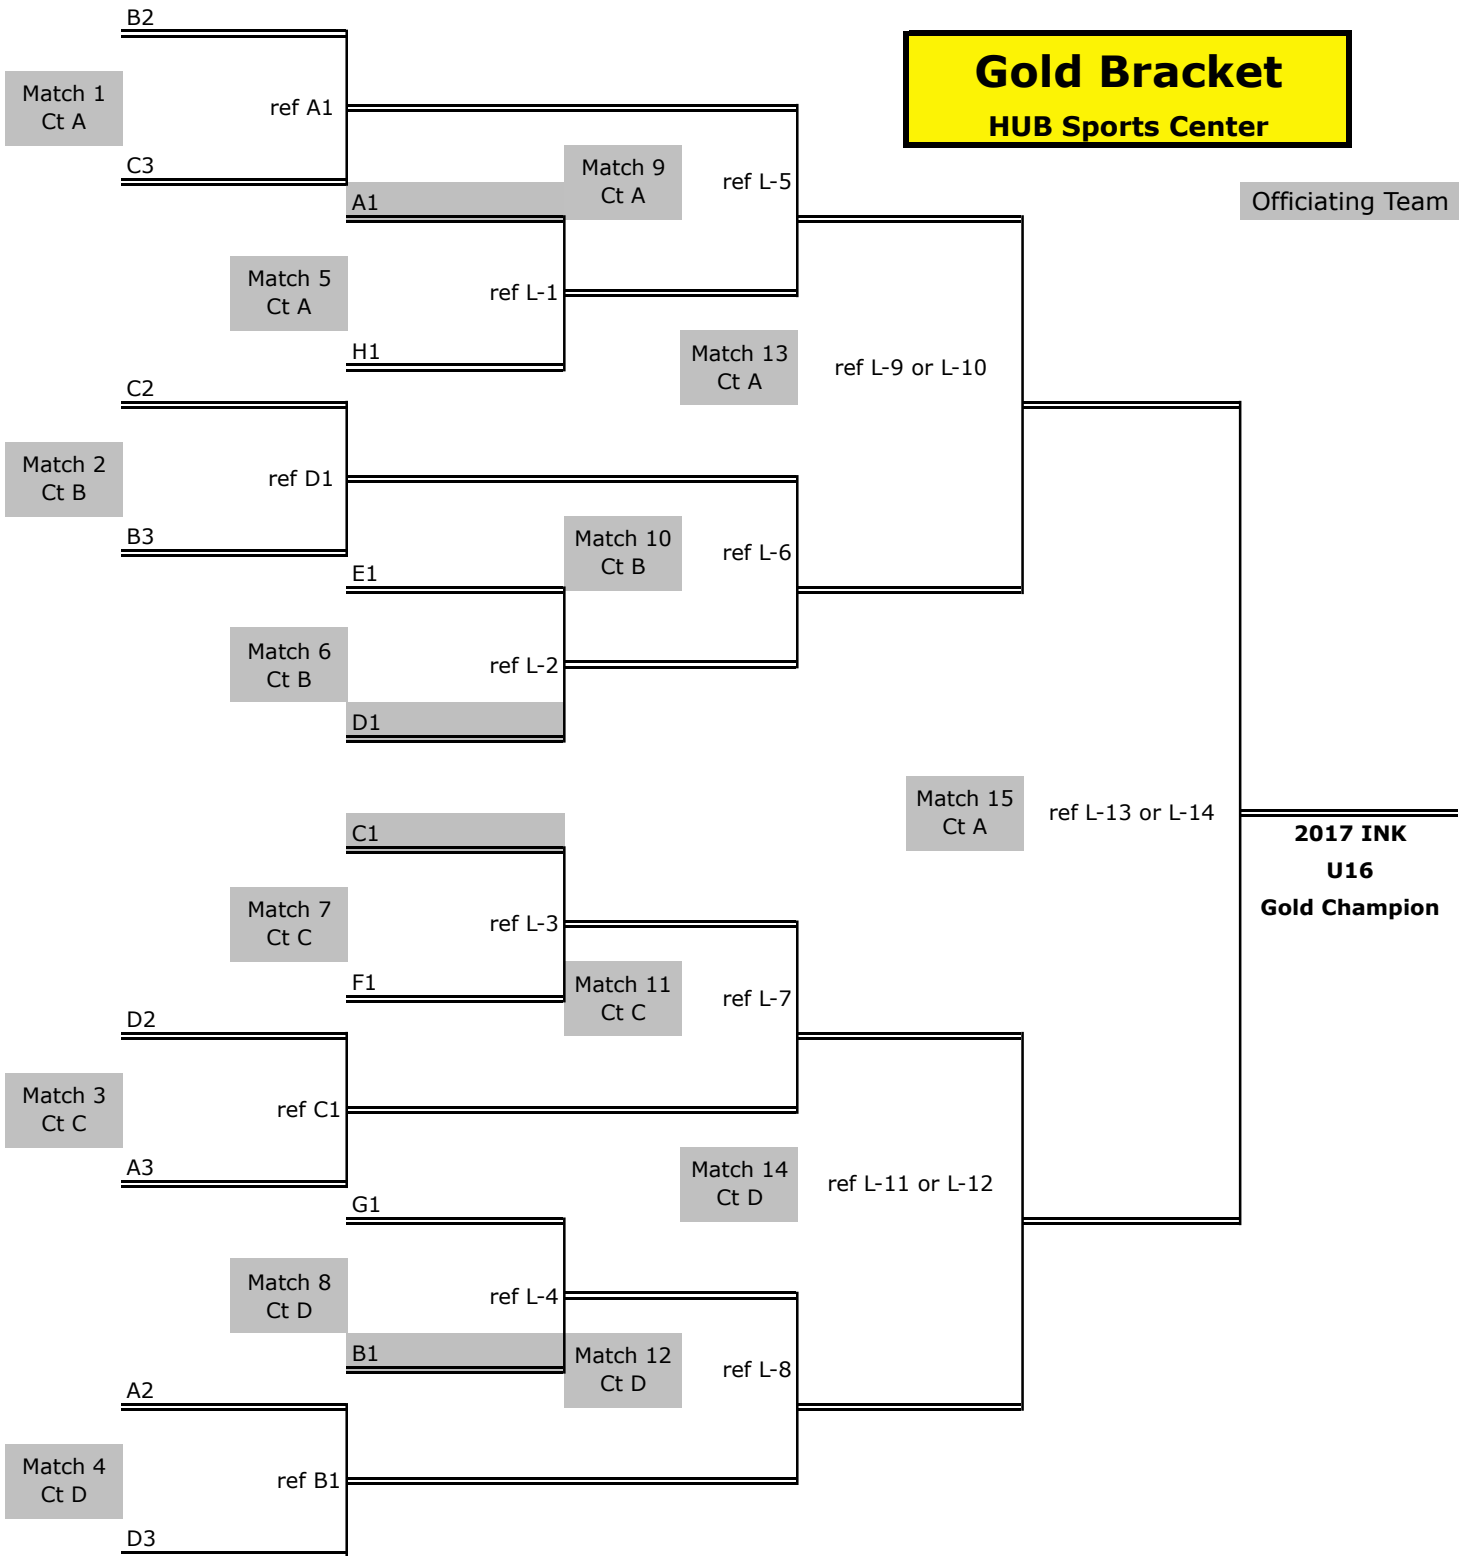 B2
Gold Bracket
HUB Sports Center
Match 1
Ct A
ref A1
C3
Match 9
Ct A
ref L-5
A1
Officiating Team
Match 5
Ct A
ref L-1
H1
Match 13
Ct A
ref L-9 or L-10
C2
Match 2
Ct B
ref D1
B3
Match 10
Ct B
ref L-6
E1
Match 6
Ct B
ref L-2
D1
Match 15
Ct A
ref L-13 or L-14
2017 INK
U16
Gold Champion
C1
Match 7
Ct C
ref L-3
F1
Match 11
Ct C
ref L-7
D2
Match 3
Ct C
ref C1
A3
Match 14
Ct D
ref L-11 or L-12
G1
Match 8
Ct D
ref L-4
B1
Match 12
Ct D
ref L-8
A2
Match 4
Ct D
ref B1
D3